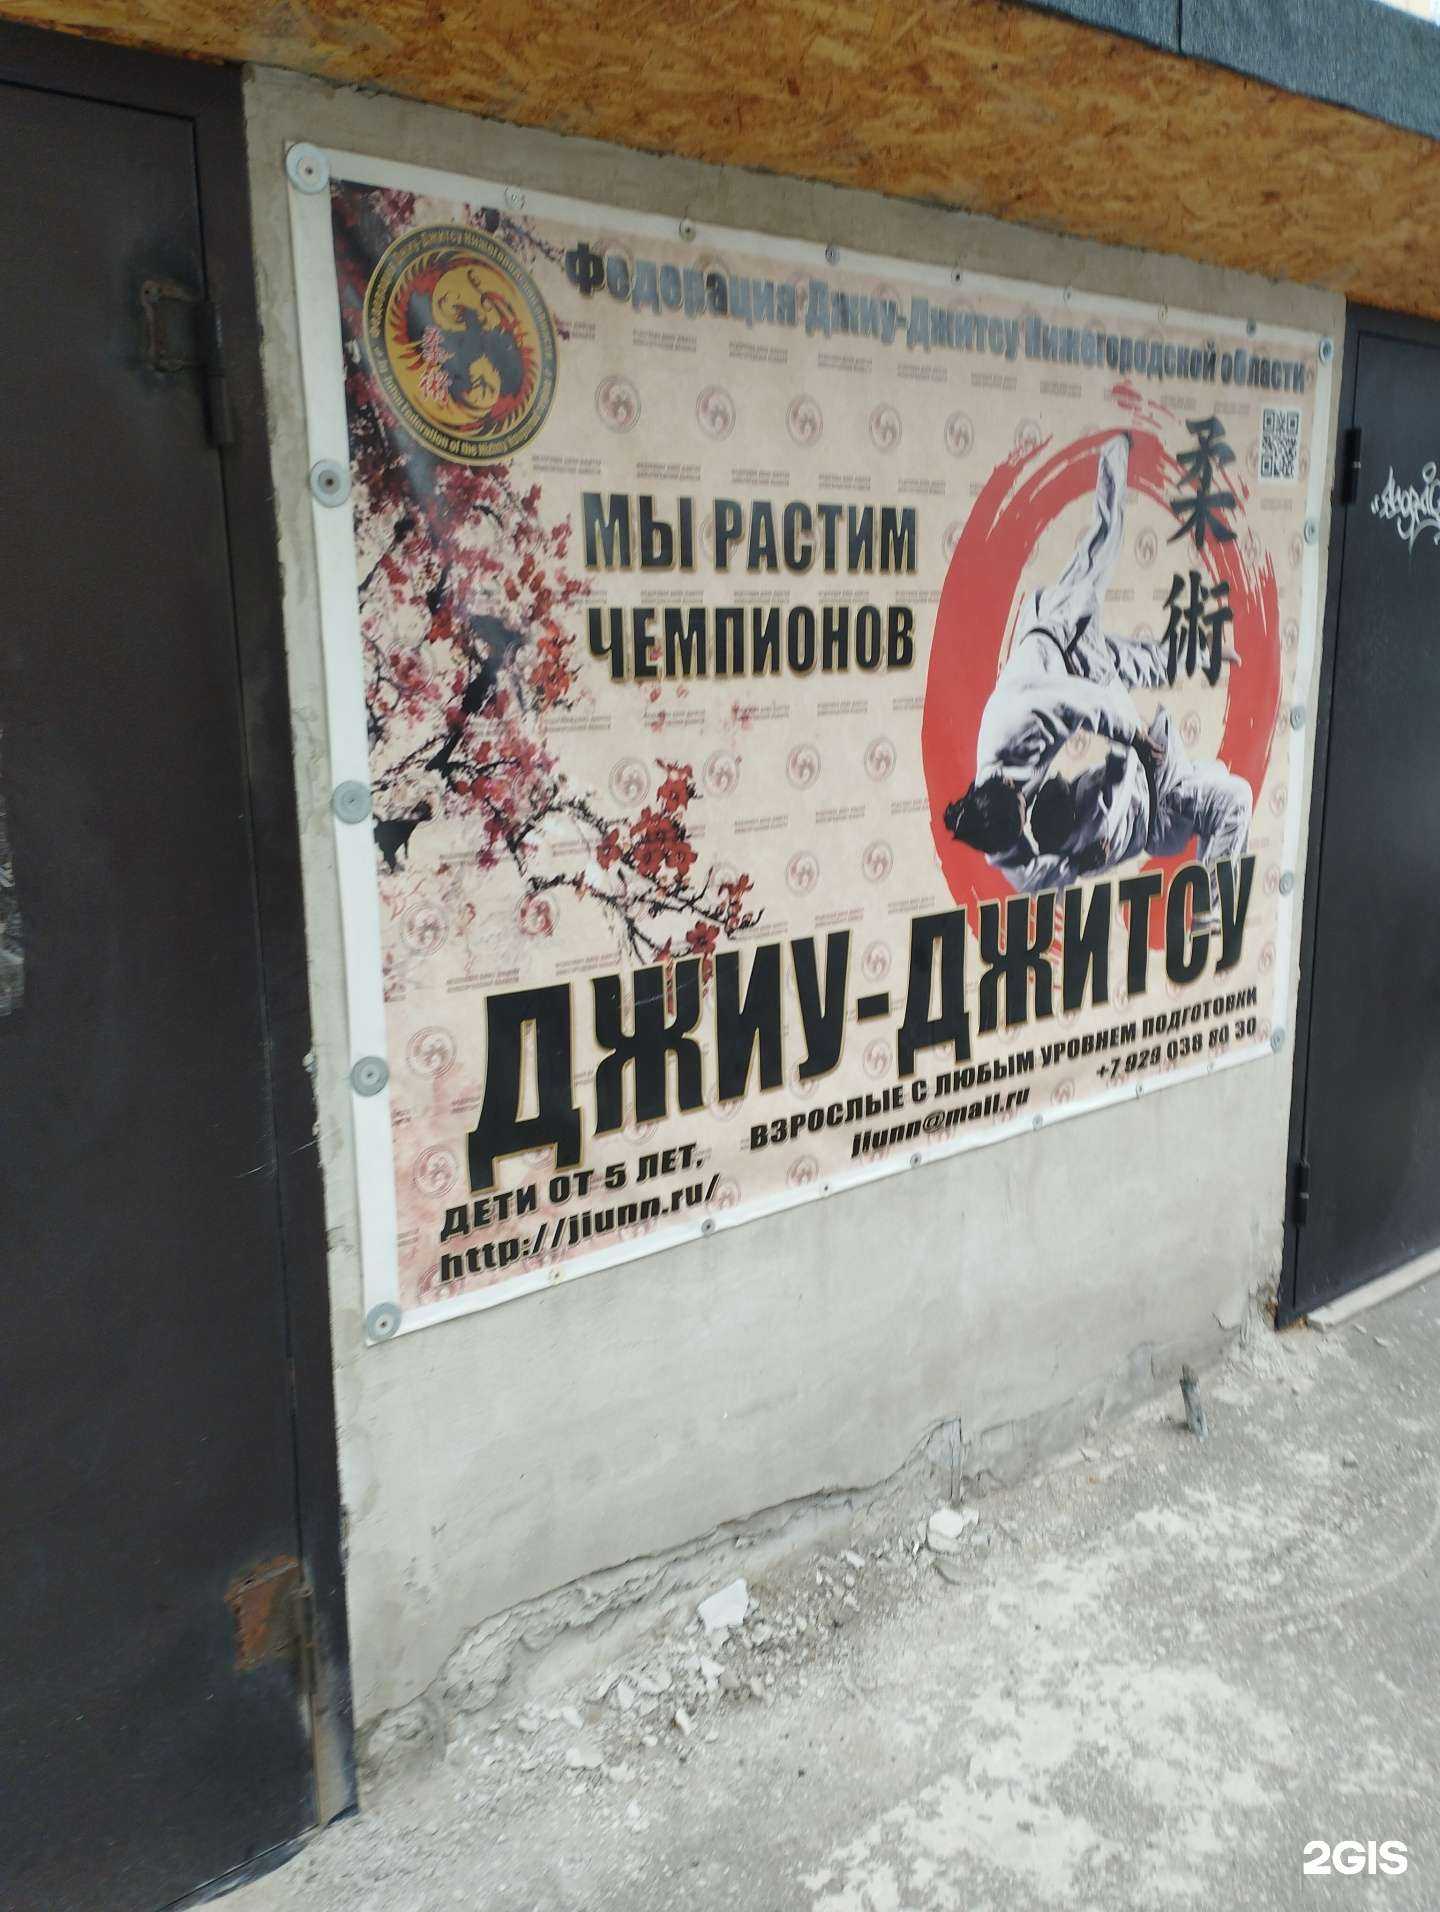 Федерация Джиу-Джитсу Нижегородской области
МЫ РАСТИМ
ЧЕМПИОНОВ
柔
術
ДЖИУ-ДЖИТСУ
ДЕТИ ОТ 5 ЛЕТ,
ВЗРОСЛЫЕ С ЛЮБЫМ УРОВНЕМ ПОДГОТОВКИ
http://jiunn.ru/
jiunn@mail.ru
+7 929 038 80 30
2GIS